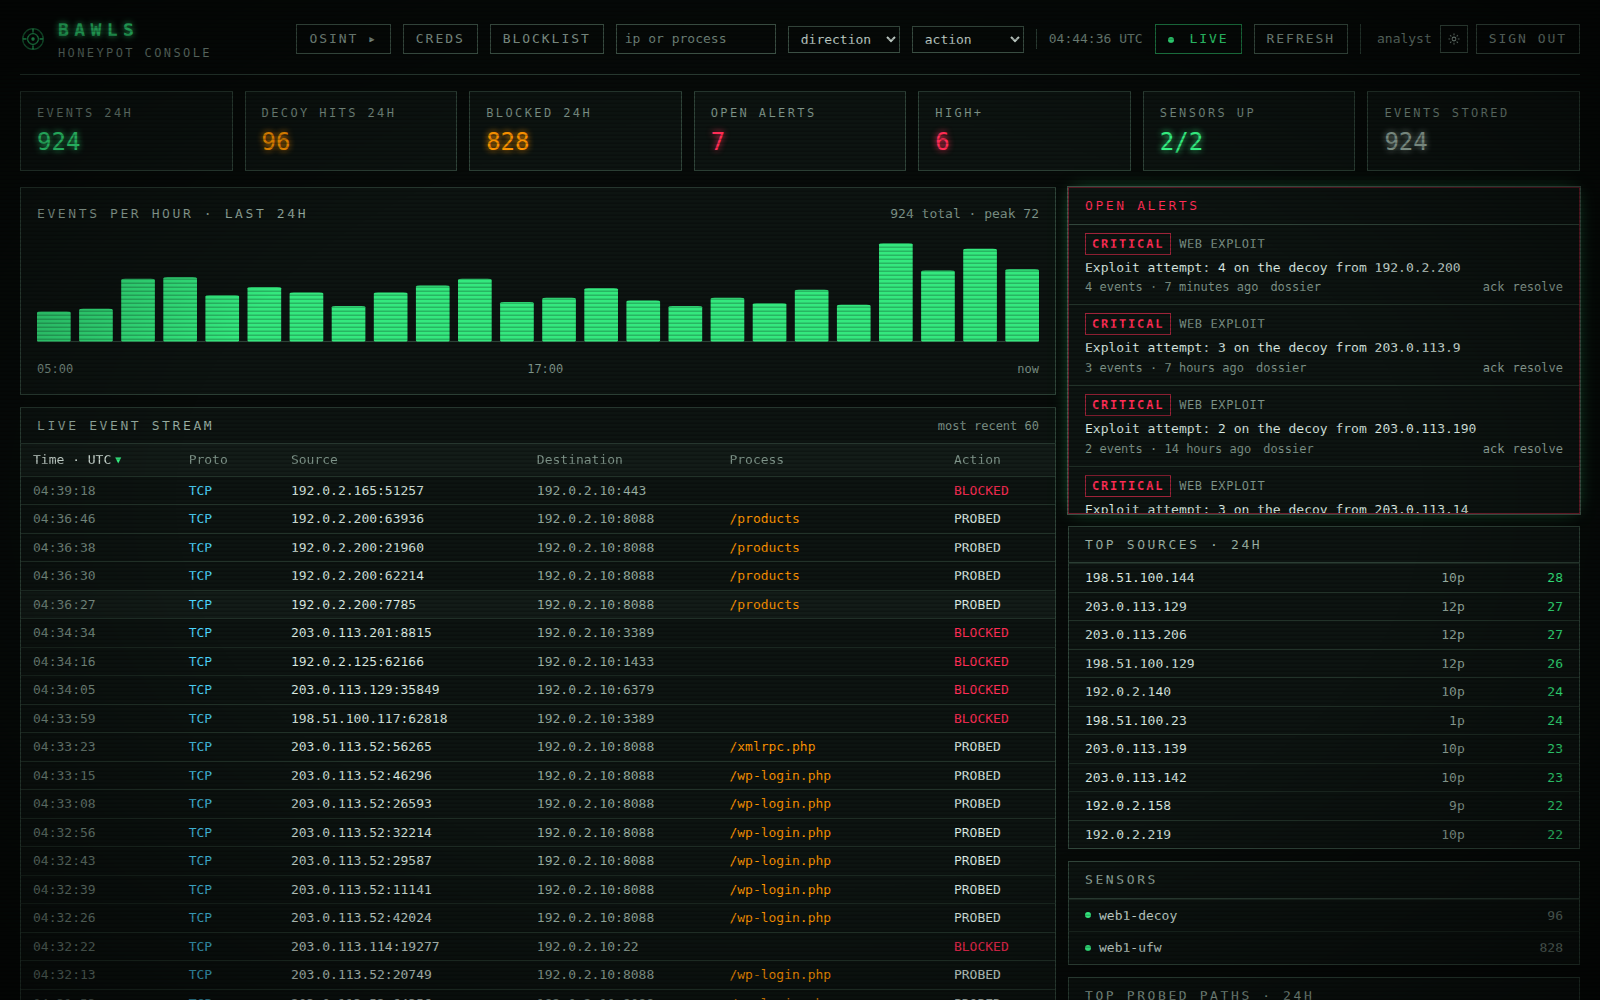 BAWLS
HONEYPOT CONSOLE
OSINT ▸ CREDS BLOCKLIST ip or process direction action 04:44:36 UTC LIVE REFRESH analyst SIGN OUT
EVENTS 24H
924
DECOY HITS 24H
96
BLOCKED 24H
828
OPEN ALERTS
7
HIGH+
6
SENSORS UP
2/2
EVENTS STORED
924
EVENTS PER HOUR · LAST 24H
924 total · peak 72
05:00 17:00 now
LIVE EVENT STREAM
most recent 60
Time · UTC▼ Proto Source Destination Process Action
04:39:18 TCP 192.0.2.165:51257 192.0.2.10:443 BLOCKED
04:36:46 TCP 192.0.2.200:63936 192.0.2.10:8088 /products PROBED
04:36:38 TCP 192.0.2.200:21960 192.0.2.10:8088 /products PROBED
04:36:30 TCP 192.0.2.200:62214 192.0.2.10:8088 /products PROBED
04:36:27 TCP 192.0.2.200:7785 192.0.2.10:8088 /products PROBED
04:34:34 TCP 203.0.113.201:8815 192.0.2.10:3389 BLOCKED
04:34:16 TCP 192.0.2.125:62166 192.0.2.10:1433 BLOCKED
04:34:05 TCP 203.0.113.129:35849 192.0.2.10:6379 BLOCKED
04:33:59 TCP 198.51.100.117:62818 192.0.2.10:3389 BLOCKED
04:33:23 TCP 203.0.113.52:56265 192.0.2.10:8088 /xmlrpc.php PROBED
04:33:15 TCP 203.0.113.52:46296 192.0.2.10:8088 /wp-login.php PROBED
04:33:08 TCP 203.0.113.52:26593 192.0.2.10:8088 /wp-login.php PROBED
04:32:56 TCP 203.0.113.52:32214 192.0.2.10:8088 /wp-login.php PROBED
04:32:43 TCP 203.0.113.52:29587 192.0.2.10:8088 /wp-login.php PROBED
04:32:39 TCP 203.0.113.52:11141 192.0.2.10:8088 /wp-login.php PROBED
04:32:26 TCP 203.0.113.52:42024 192.0.2.10:8088 /wp-login.php PROBED
04:32:22 TCP 203.0.113.114:19277 192.0.2.10:22 BLOCKED
04:32:13 TCP 203.0.113.52:20749 192.0.2.10:8088 /wp-login.php PROBED
OPEN ALERTS
CRITICAL WEB EXPLOIT
Exploit attempt: 4 on the decoy from 192.0.2.200
4 events · 7 minutes ago dossier ack resolve
CRITICAL WEB EXPLOIT
Exploit attempt: 3 on the decoy from 203.0.113.9
3 events · 7 hours ago dossier ack resolve
CRITICAL WEB EXPLOIT
Exploit attempt: 2 on the decoy from 203.0.113.190
2 events · 14 hours ago dossier ack resolve
CRITICAL WEB EXPLOIT
Exploit attempt: 3 on the decoy from 203.0.113.14
TOP SOURCES · 24H
198.51.100.144 10p 28
203.0.113.129 12p 27
203.0.113.206 12p 27
198.51.100.129 12p 26
192.0.2.140 10p 24
198.51.100.23 1p 24
203.0.113.139 10p 23
203.0.113.142 10p 23
192.0.2.158 9p 22
192.0.2.219 10p 22
SENSORS
web1-decoy 96
web1-ufw 828
TOP PROBED PATHS · 24H